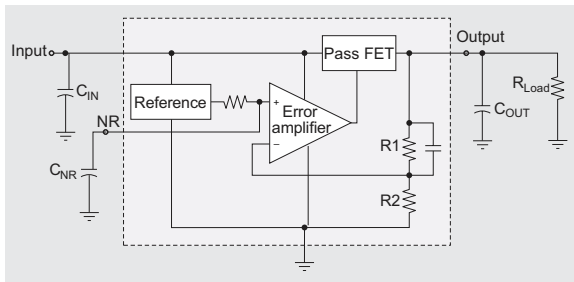 Input
Output
Pass FET
C_IN
Reference
NR
+
Error
amplifier
−
R_Load
C_OUT
R1
C_NR
R2